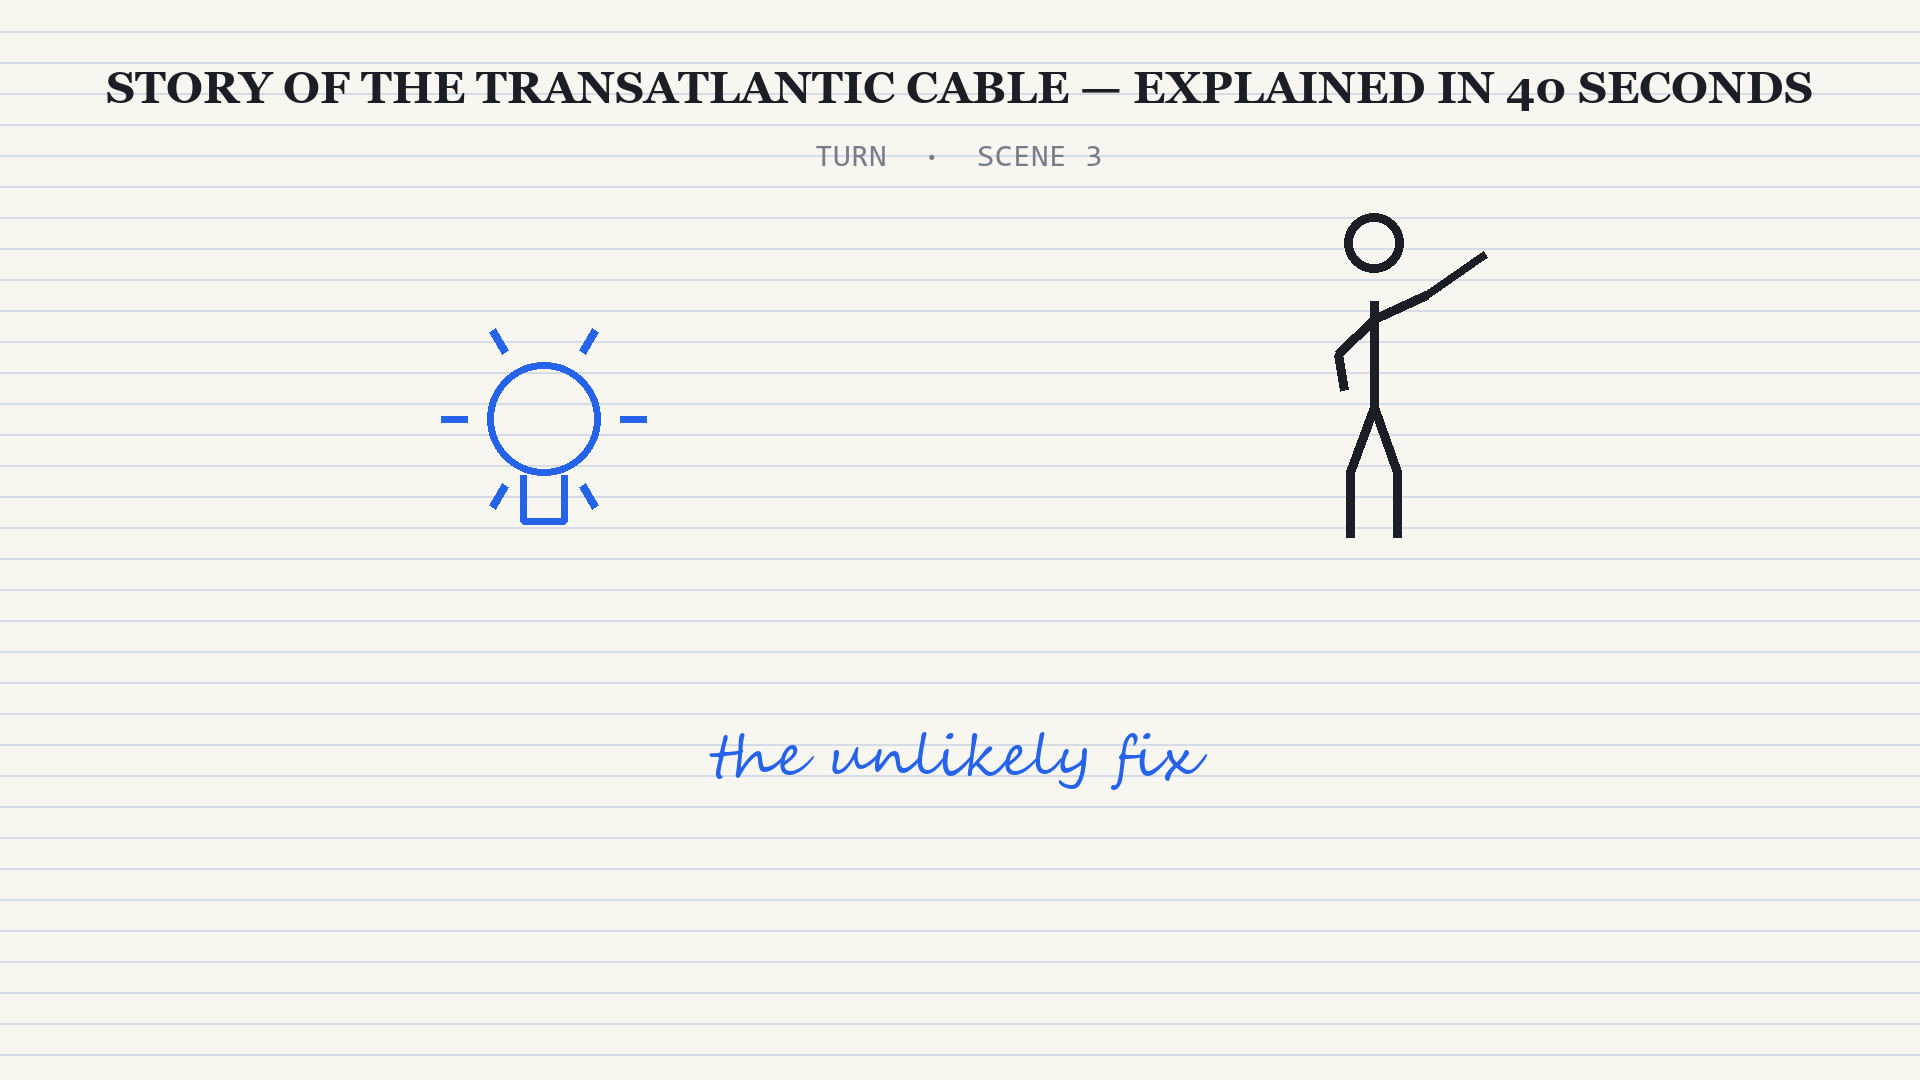 STORY OF THE TRANSATLANTIC CABLE — EXPLAINED IN 40 SECONDS
TURN · SCENE 3
the unlikely fix